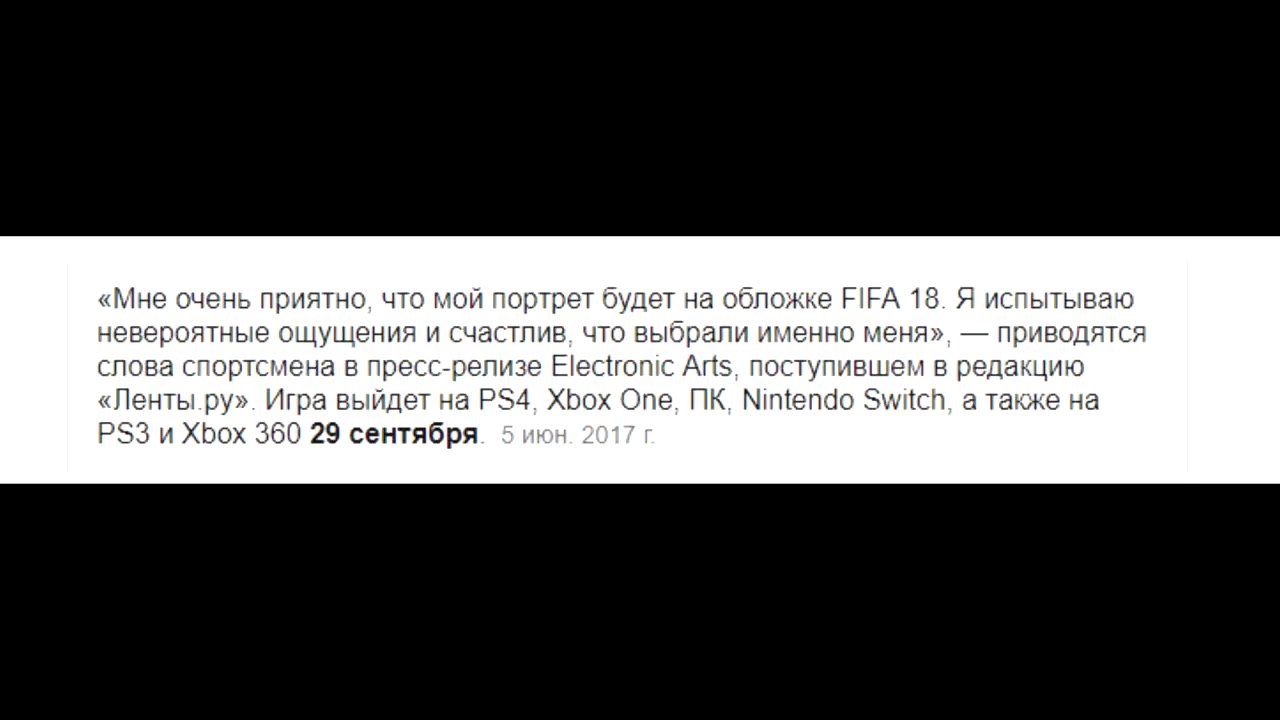 «Мне очень приятно, что мой портрет будет на обложке FIFA 18. Я испытываю
невероятные ощущения и счастлив, что выбрали именно меня», — приводятся
слова спортсмена в пресс-релизе Electronic Arts, поступившем в редакцию
«Ленты.ру». Игра выйдет на PS4, Xbox One, ПК, Nintendo Switch, а также на
PS3 и Xbox 360 29 сентября. 5 июн. 2017 г.